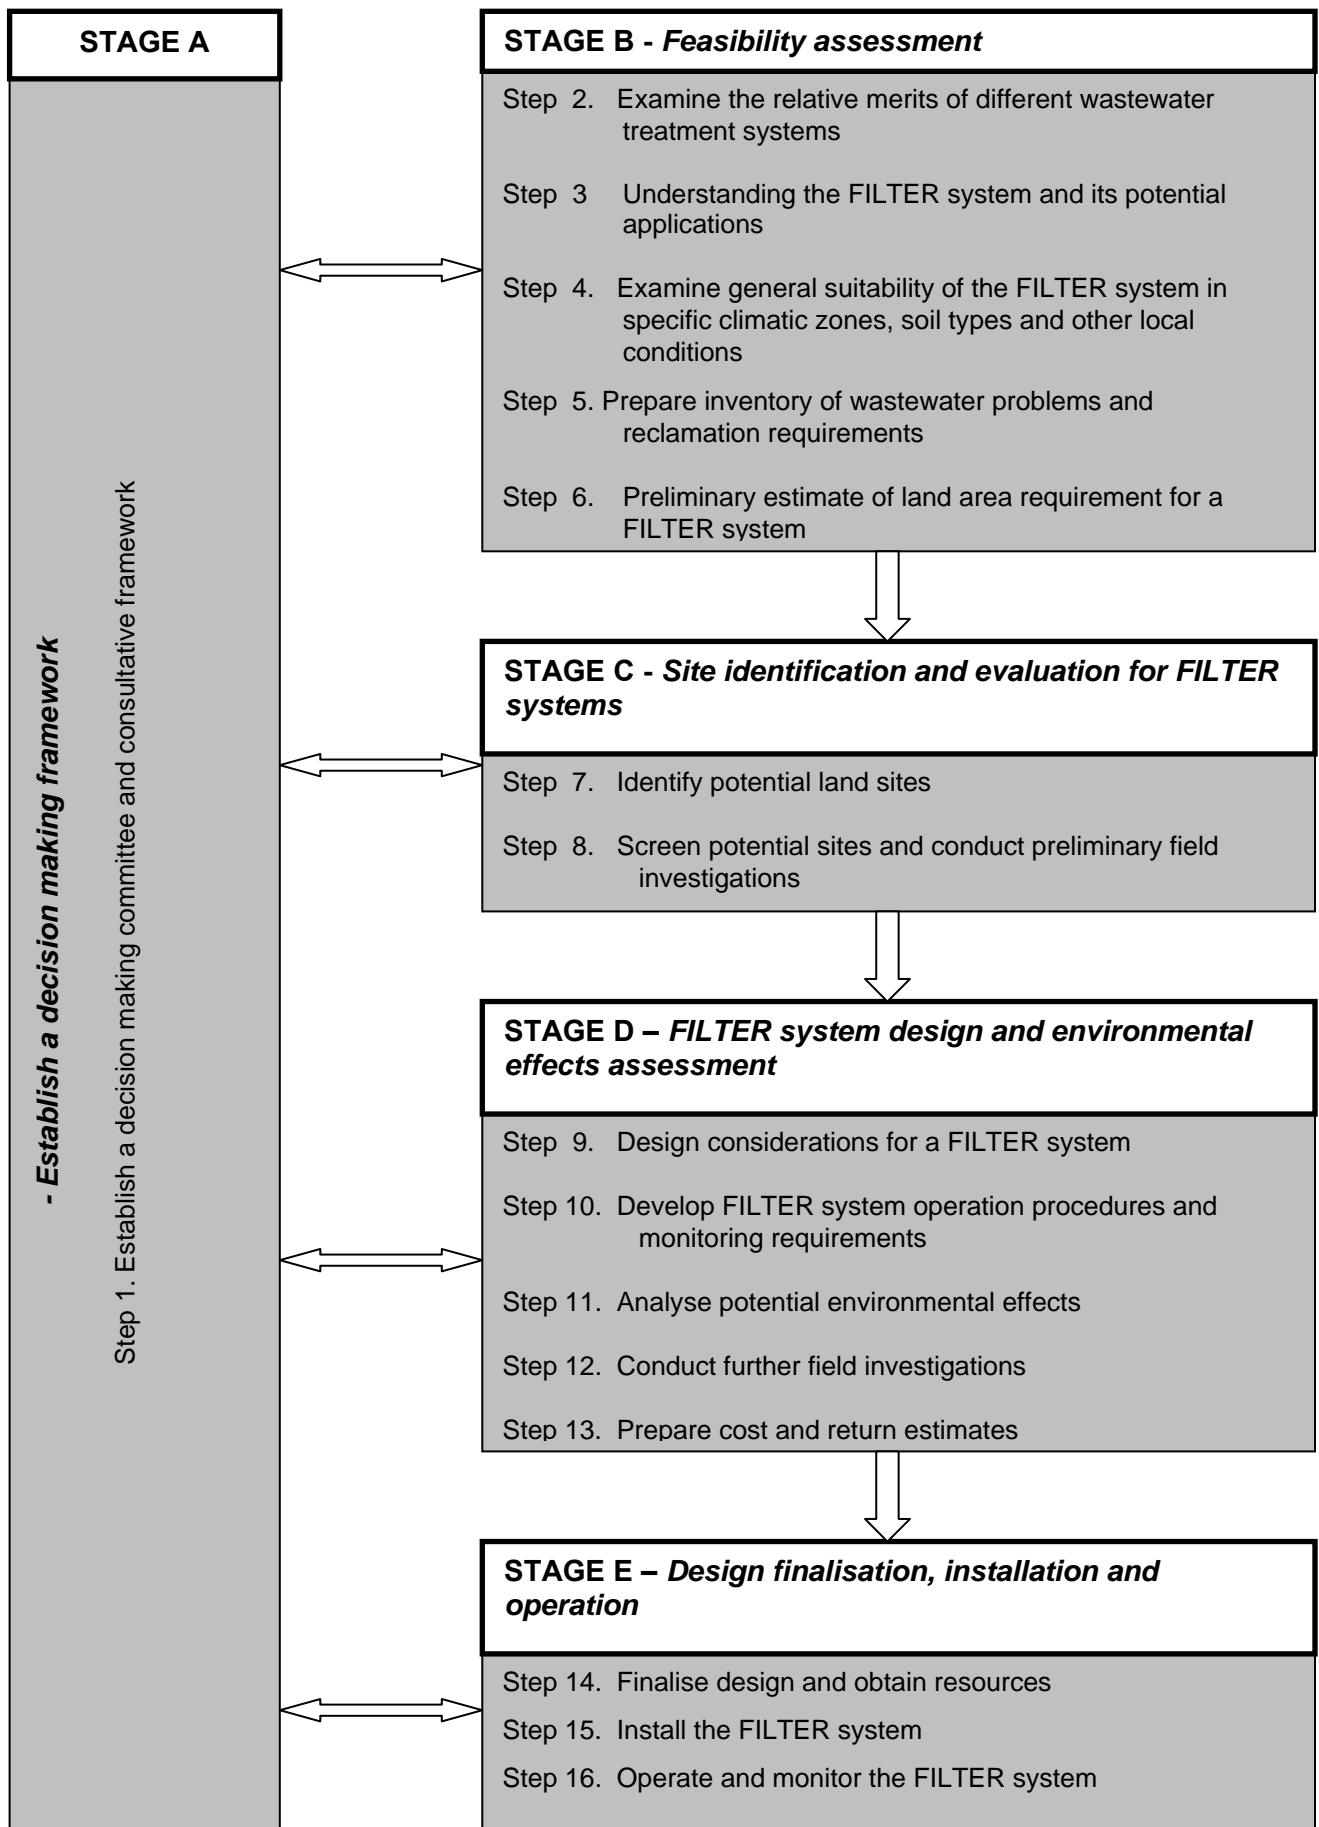 STAGE A
- Establish a decision making framework
Step 1. Establish a decision making committee and consultative framework
STAGE B - Feasibility assessment
Step 2. Examine the relative merits of different wastewater
treatment systems
Step 3 Understanding the FILTER system and its potential
applications
Step 4. Examine general suitability of the FILTER system in
specific climatic zones, soil types and other local
conditions
Step 5. Prepare inventory of wastewater problems and
reclamation requirements
Step 6. Preliminary estimate of land area requirement for a
FILTER system
STAGE C - Site identification and evaluation for FILTER
systems
Step 7. Identify potential land sites
Step 8. Screen potential sites and conduct preliminary field
investigations
STAGE D – FILTER system design and environmental
effects assessment
Step 9. Design considerations for a FILTER system
Step 10. Develop FILTER system operation procedures and
monitoring requirements
Step 11. Analyse potential environmental effects
Step 12. Conduct further field investigations
Step 13. Prepare cost and return estimates
STAGE E – Design finalisation, installation and
operation
Step 14. Finalise design and obtain resources
Step 15. Install the FILTER system
Step 16. Operate and monitor the FILTER system